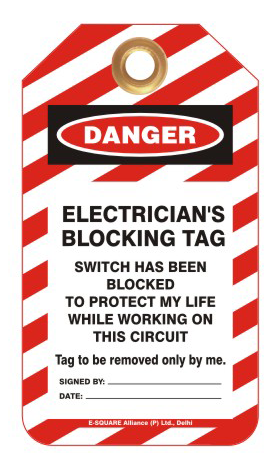 DANGER
ELECTRICIAN'S
BLOCKING TAG
SWITCH HAS BEEN
BLOCKED
TO PROTECT MY LIFE
WHILE WORKING ON
THIS CIRCUIT
Tag to be removed only by me.
SIGNED BY:
DATE:
E-SQUARE Alliance (P) Ltd., Delhi